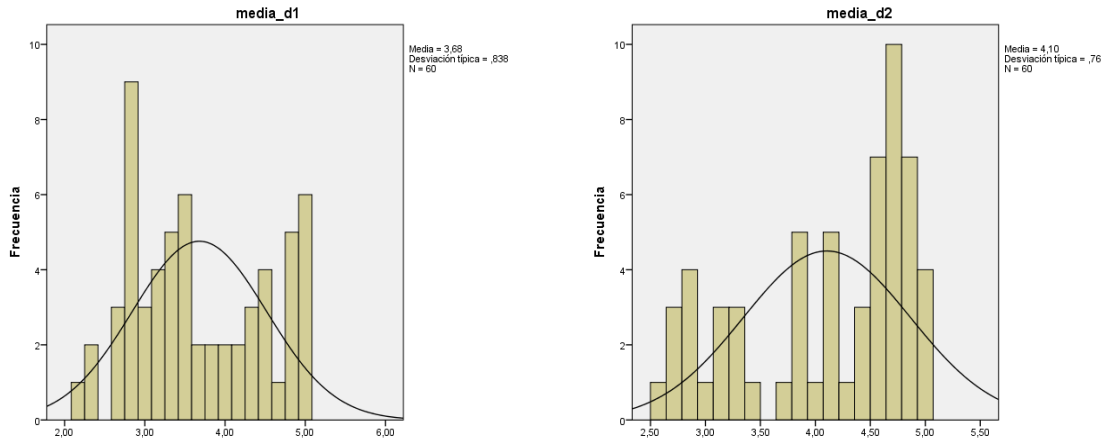 media_d1
Media = 3,68
Desviación típica = ,838
N = 60
Frecuencia
10
8
6
4
2
0
2,00 3,00 4,00 5,00 6,00
media_d2
Media = 4,10
Desviación típica = ,76
N = 60
Frecuencia
10
8
6
4
2
0
2,50 3,00 3,50 4,00 4,50 5,00 5,50